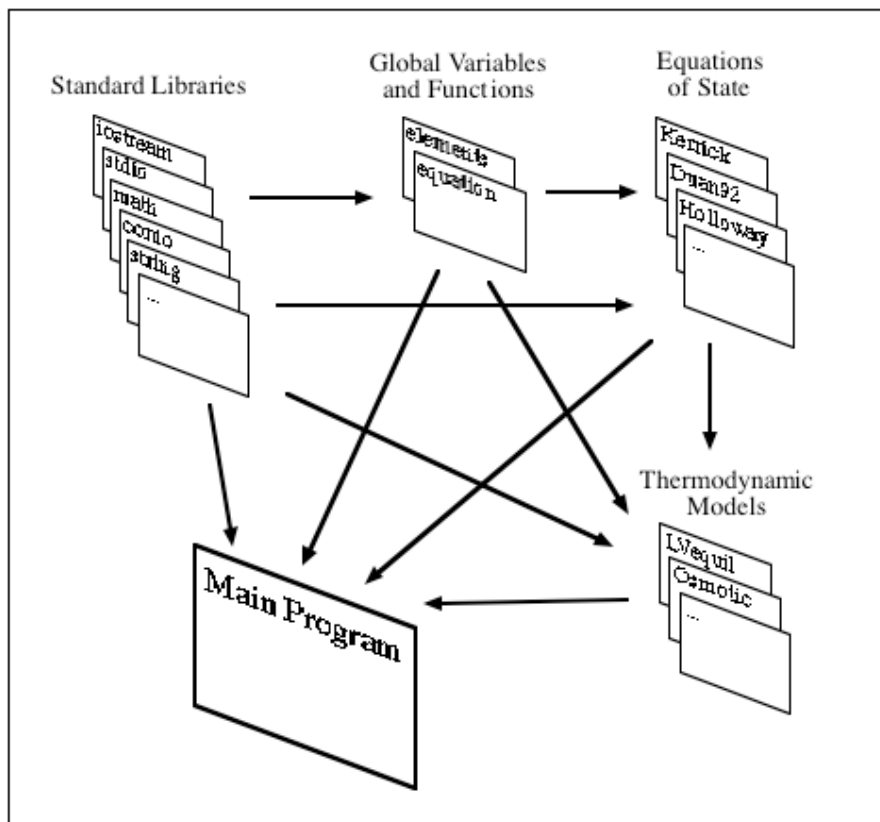 Standard Libraries
Global Variables
and Functions
Equations
of State
iostream
stdio
math
conio
string
...
elements
equation
Kerrick
Duan92
Holloway
...
Thermodynamic
Models
LVequil
Osmotic
...
Main Program